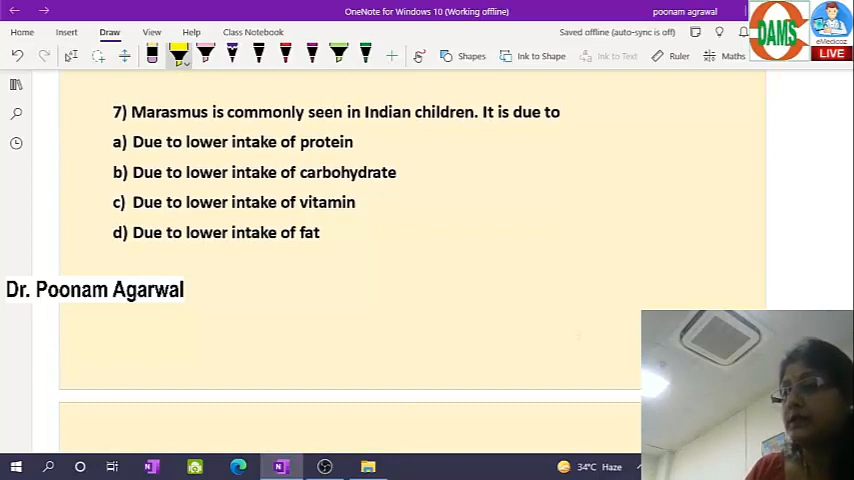 OneNote for Windows 10 (Working offline)
poonam agrawal
Home
Insert
Draw
View
Help
Class Notebook
Saved offline (auto-sync is off)
Shapes
Ink to Shape
Ink to Text
Ruler
Maths
DAMS
eMedicoz
LIVE
7) Marasmus is commonly seen in Indian children. It is due to
a) Due to lower intake of protein
b) Due to lower intake of carbohydrate
c) Due to lower intake of vitamin
d) Due to lower intake of fat
Dr. Poonam Agarwal
34°C Haze